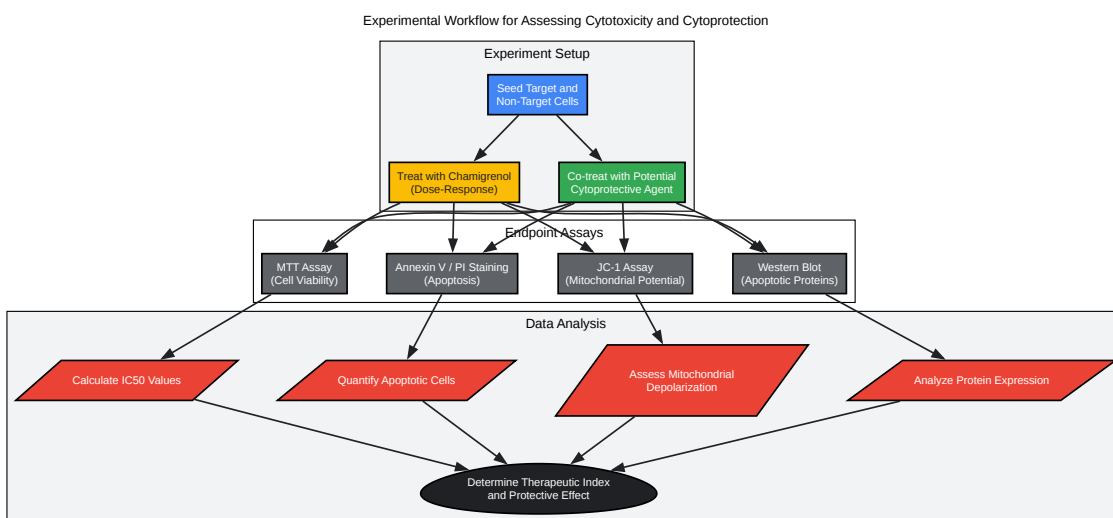 Experimental Workflow for Assessing Cytotoxicity and Cytoprotection
Experiment Setup
Seed Target and
Non-Target Cells
Treat with Chamigrenol
(Dose-Response)
Co-treat with Potential
Cytoprotective Agent
Endpoint Assays
MTT Assay
(Cell Viability)
Annexin V / PI Staining
(Apoptosis)
JC-1 Assay
(Mitochondrial Potential)
Western Blot
(Apoptotic Proteins)
Data Analysis
Calculate IC50 Values
Quantify Apoptotic Cells
Assess Mitochondrial
Depolarization
Analyze Protein Expression
Determine Therapeutic Index
and Protective Effect